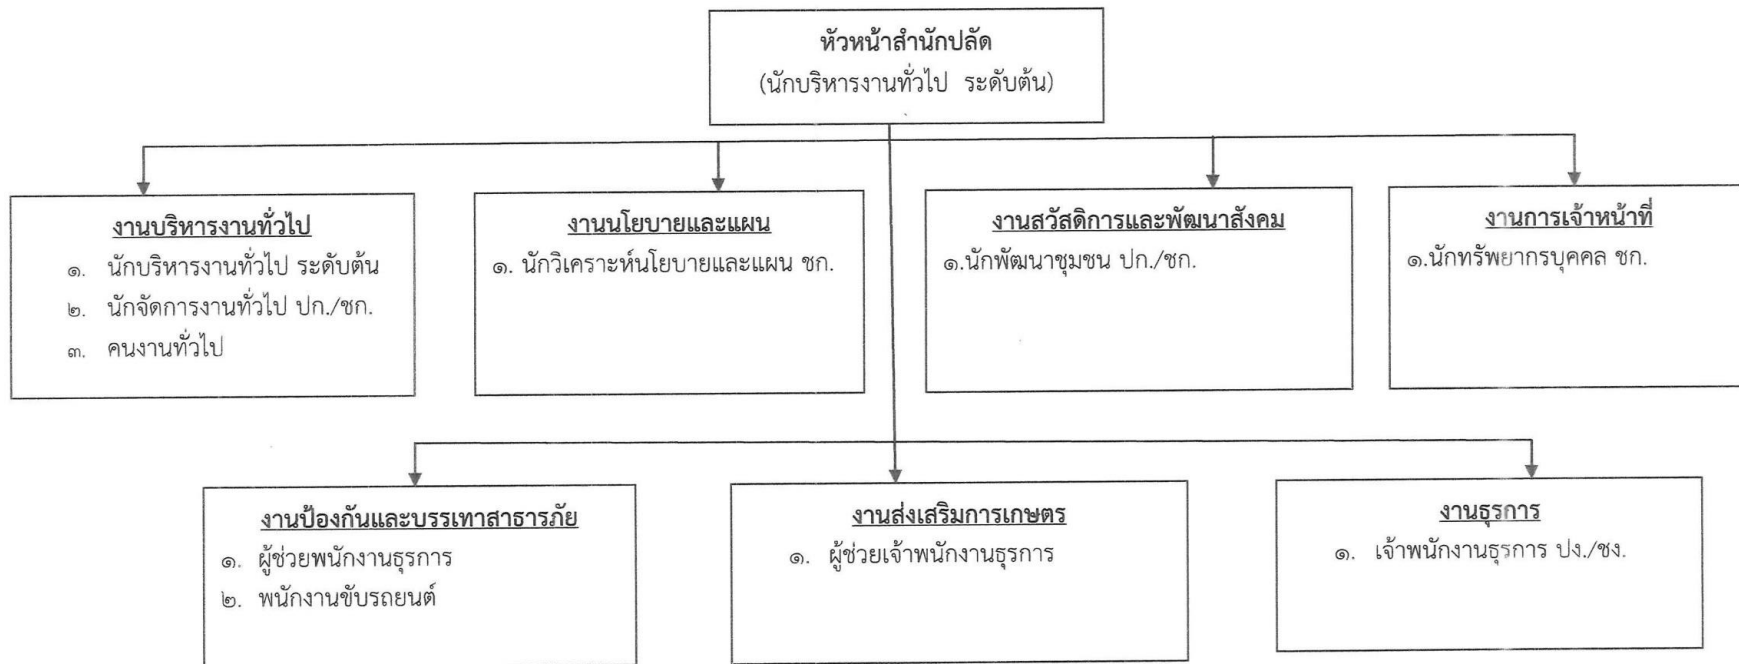 หัวหน้าสำนักปลัด
(นักบริหารงานทั่วไป ระดับต้น)
งานบริหารงานทั่วไป
๑. นักบริหารงานทั่วไป ระดับต้น
๒. นักจัดการงานทั่วไป ปก./ชก.
๓. คนงานทั่วไป
งานนโยบายและแผน
๑. นักวิเคราะห์นโยบายและแผน ชก.
งานสวัสดิการและพัฒนาสังคม
๑.นักพัฒนาชุมชน ปก./ชก.
งานการเจ้าหน้าที่
๑.นักทรัพยากรบุคคล ชก.
งานป้องกันและบรรเทาสาธารภัย
๑. ผู้ช่วยพนักงานธุรการ
๒. พนักงานขับรถยนต์
งานส่งเสริมการเกษตร
๑. ผู้ช่วยเจ้าพนักงานธุรการ
งานธุรการ
๑. เจ้าพนักงานธุรการ ปง./ชง.